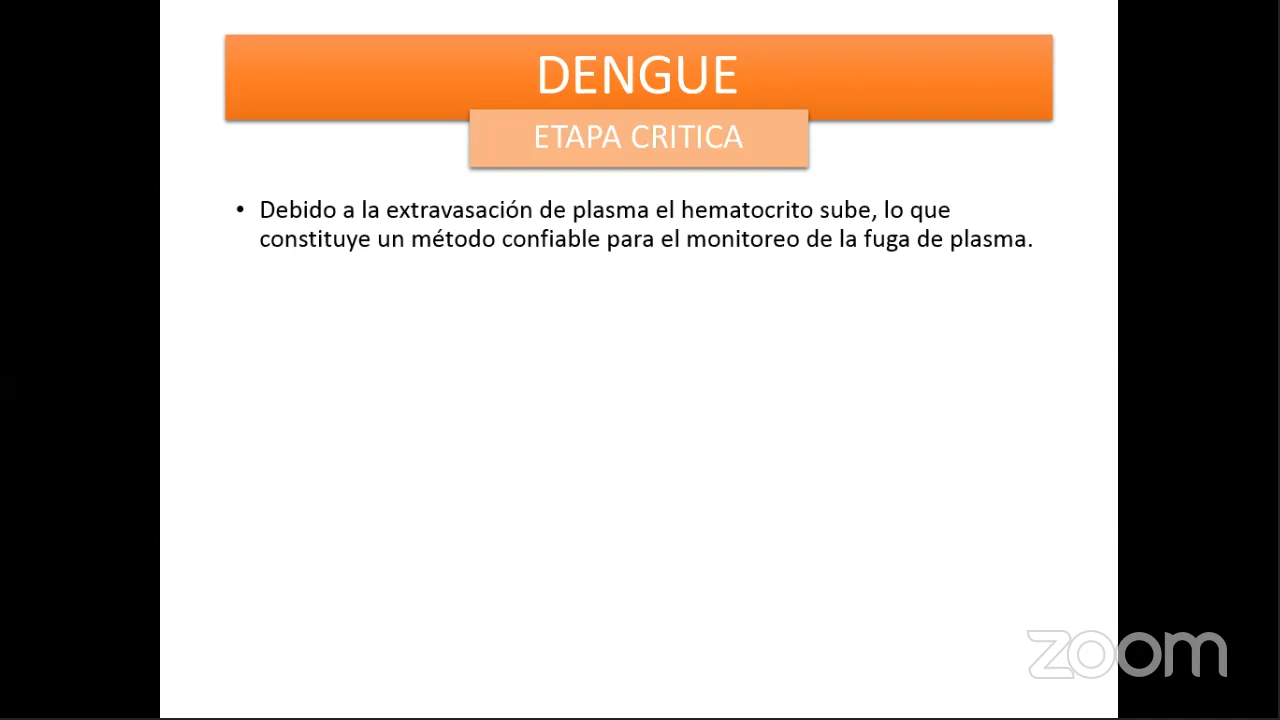 DENGUE
ETAPA CRITICA
• Debido a la extravasación de plasma el hematocrito sube, lo que
constituye un método confiable para el monitoreo de la fuga de plasma.
zoom